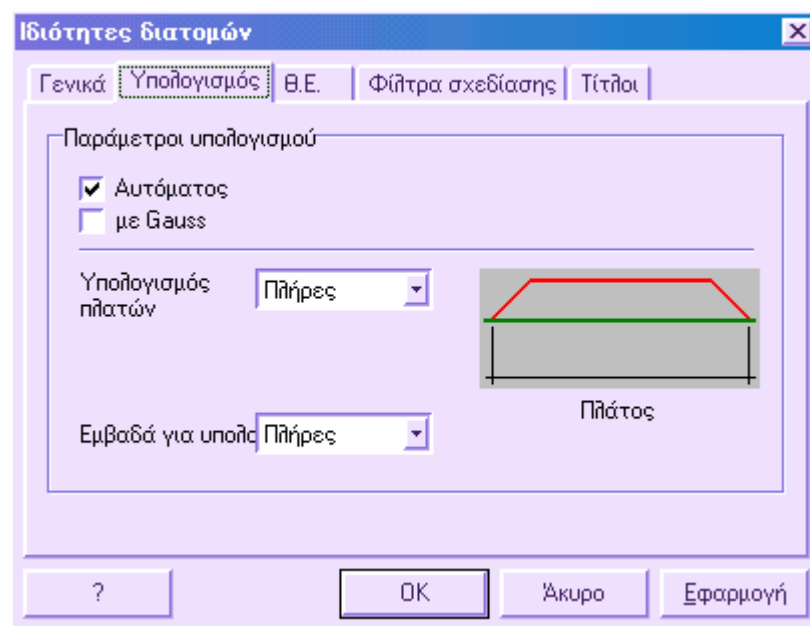 Ιδιότητες διατομών
Γενικά Υπολογισμός Θ.Ε. Φίλτρα σχεδίασης Τίτλοι
Παράμετροι υπολογισμού
Αυτόματος
με Gauss
Υπολογισμός
πλατών
Πλήρες
Πλάτος
Εμβαδά για υπολο Πλήρες
? OK Άκυρο Εφαρμογή